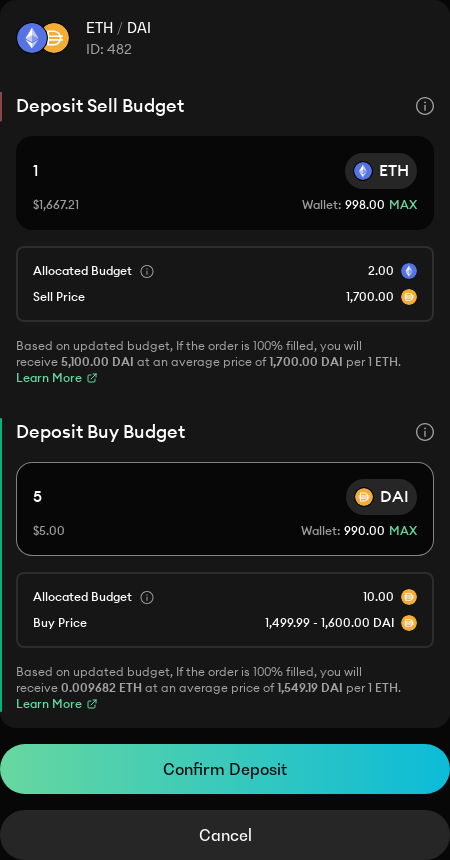 ETH / DAI
ID: 482
Deposit Sell Budget
1
ETH
$1,667.21
Wallet: 998.00 MAX
Allocated Budget
2.00
Sell Price
1,700.00
Based on updated budget, If the order is 100% filled, you will
receive 5,100.00 DAI at an average price of 1,700.00 DAI per 1 ETH.
Learn More
Deposit Buy Budget
5
DAI
$5.00
Wallet: 990.00 MAX
Allocated Budget
10.00
Buy Price
1,499.99 - 1,600.00 DAI
Based on updated budget, If the order is 100% filled, you will
receive 0.009682 ETH at an average price of 1,549.19 DAI per 1 ETH.
Learn More
Confirm Deposit
Cancel